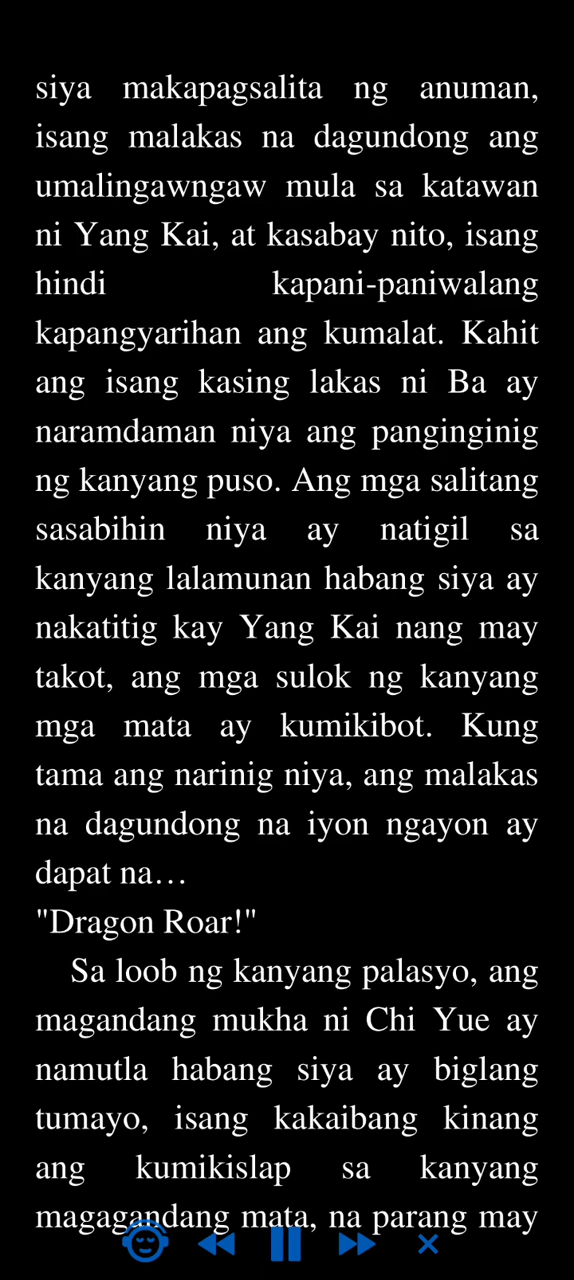 siya makapagsalita ng anuman,
isang malakas na dagundong ang
umalingawngaw mula sa katawan
ni Yang Kai, at kasabay nito, isang
hindi kapani-paniwalang
kapangyarihan ang kumalat. Kahit
ang isang kasing lakas ni Ba ay
naramdaman niya ang panginginig
ng kanyang puso. Ang mga salitang
sasabihin niya ay natigil sa
kanyang lalamunan habang siya ay
nakatitig kay Yang Kai nang may
takot, ang mga sulok ng kanyang
mga mata ay kumikibot. Kung
tama ang narinig niya, ang malakas
na dagundong na iyon ngayon ay
dapat na…
"Dragon Roar!"
Sa loob ng kanyang palasyo, ang
magandang mukha ni Chi Yue ay
namutla habang siya ay biglang
tumayo, isang kakaibang kinang
ang kumikislap sa kanyang
magagandang mata, na parang may